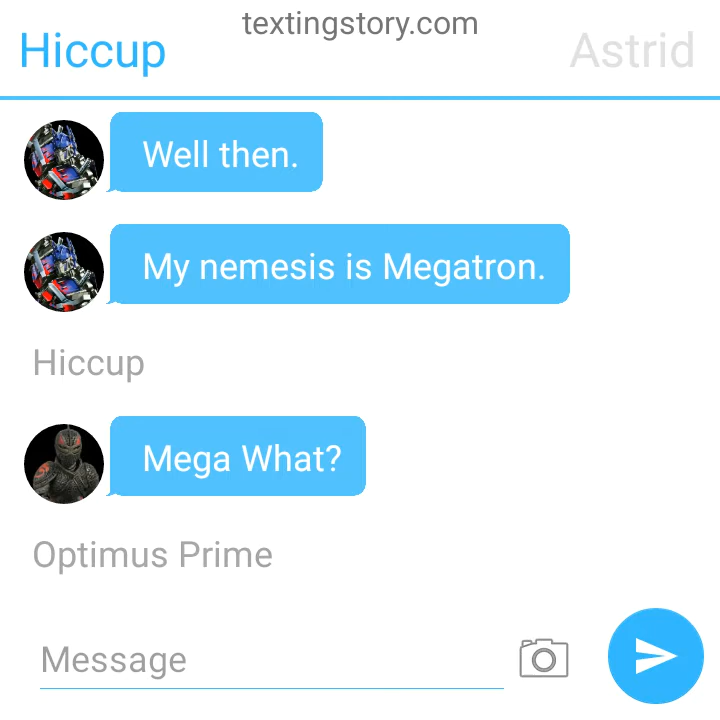 textingstory.com
Hiccup
Astrid
Well then.
My nemesis is Megatron.
Hiccup
Mega What?
Optimus Prime
Message